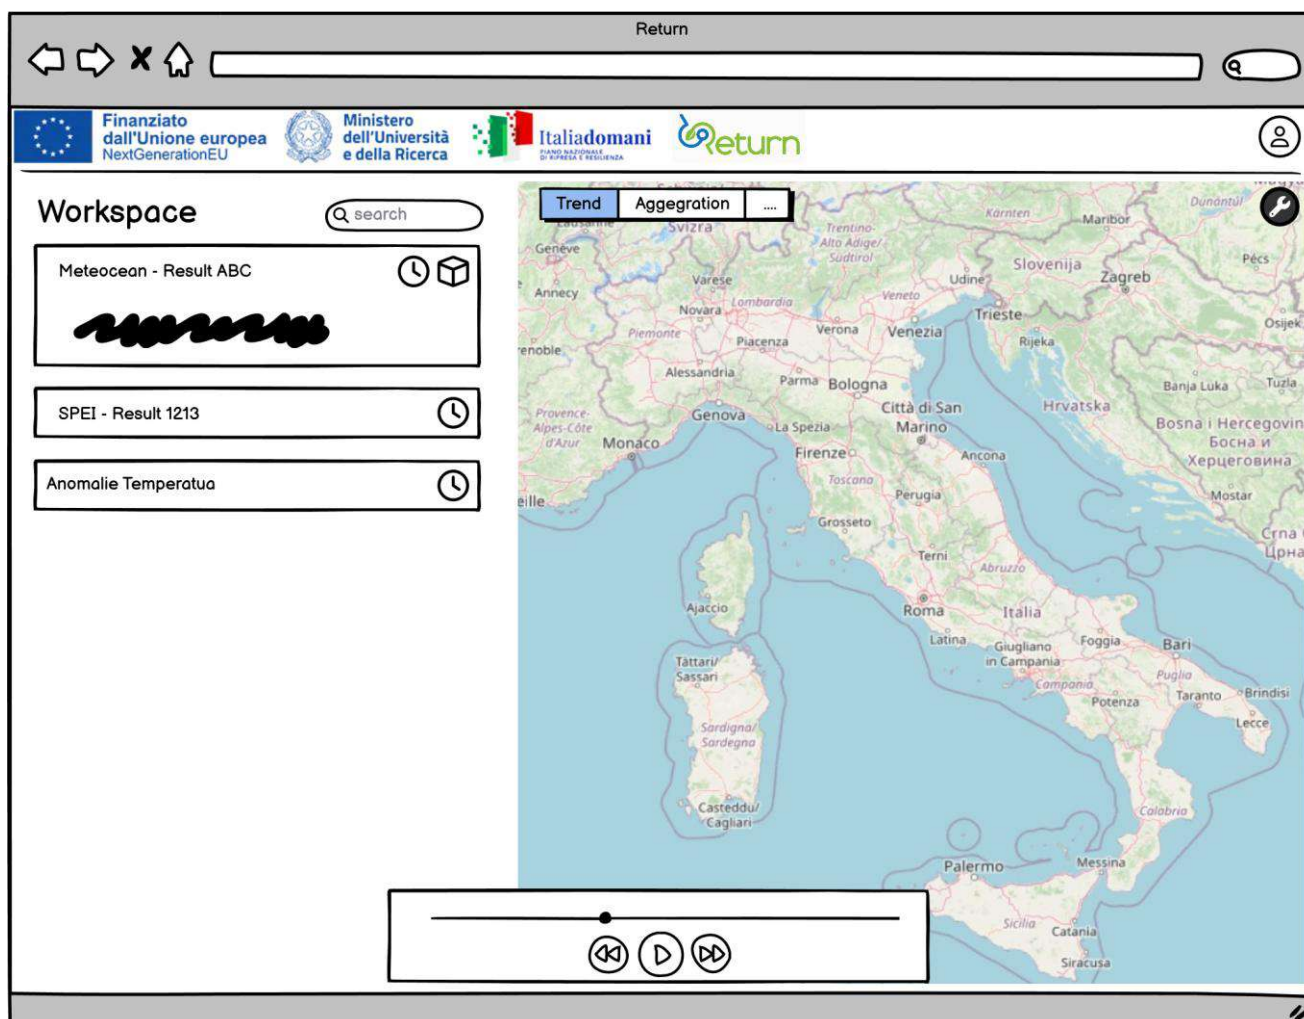 Return
Finanziato
dall'Unione europea
NextGenerationEU
Ministero
dell'Università
e della Ricerca
Italiadomani
PIANO NAZIONALE
DI RIPRESA E RESILIENZA
Return
Workspace
search
Meteocean - Result ABC
SPEI - Result 1213
Anomalie Temperatua
Trend
Aggegration
....
Lausanne
Svizra
Genève
Annecy
Trentino-
Alto Adige/
Südtirol
Kärnten
Maribor
Dunántúl
Pécs
Slovenija
Zagreb
Udine
Varese
Lombardia
Novara
Veneto
Trieste
Osijek
Piemonte
Verona
Venezia
Rijeka
Piacenza
renoble
Alessandria
Parma
Bologna
Banja Luka
Tuzla
Provence-
Alpes-Côte
d'Azur
Genova
La Spezia
Città di San
Marino
Hrvatska
Bosna i Hercegovin
Босна и
Херцеговина
Monaco
Firenze
Ancona
Toscana
Perugia
Mostar
eille
Grosseto
Crna
Црна
Terni
Abruzzo
Ajaccio
Roma
Italia
Latina
Giugliano
in Campania
Foggia
Bari
Tàttari/
Sassari
Campania
Puglia
Potenza
Taranto
Brindisi
Lecce
Sardigna/
Sardegna
Casteddu/
Cagliari
Calabria
Palermo
Messina
Sicilia
Catania
Siracusa